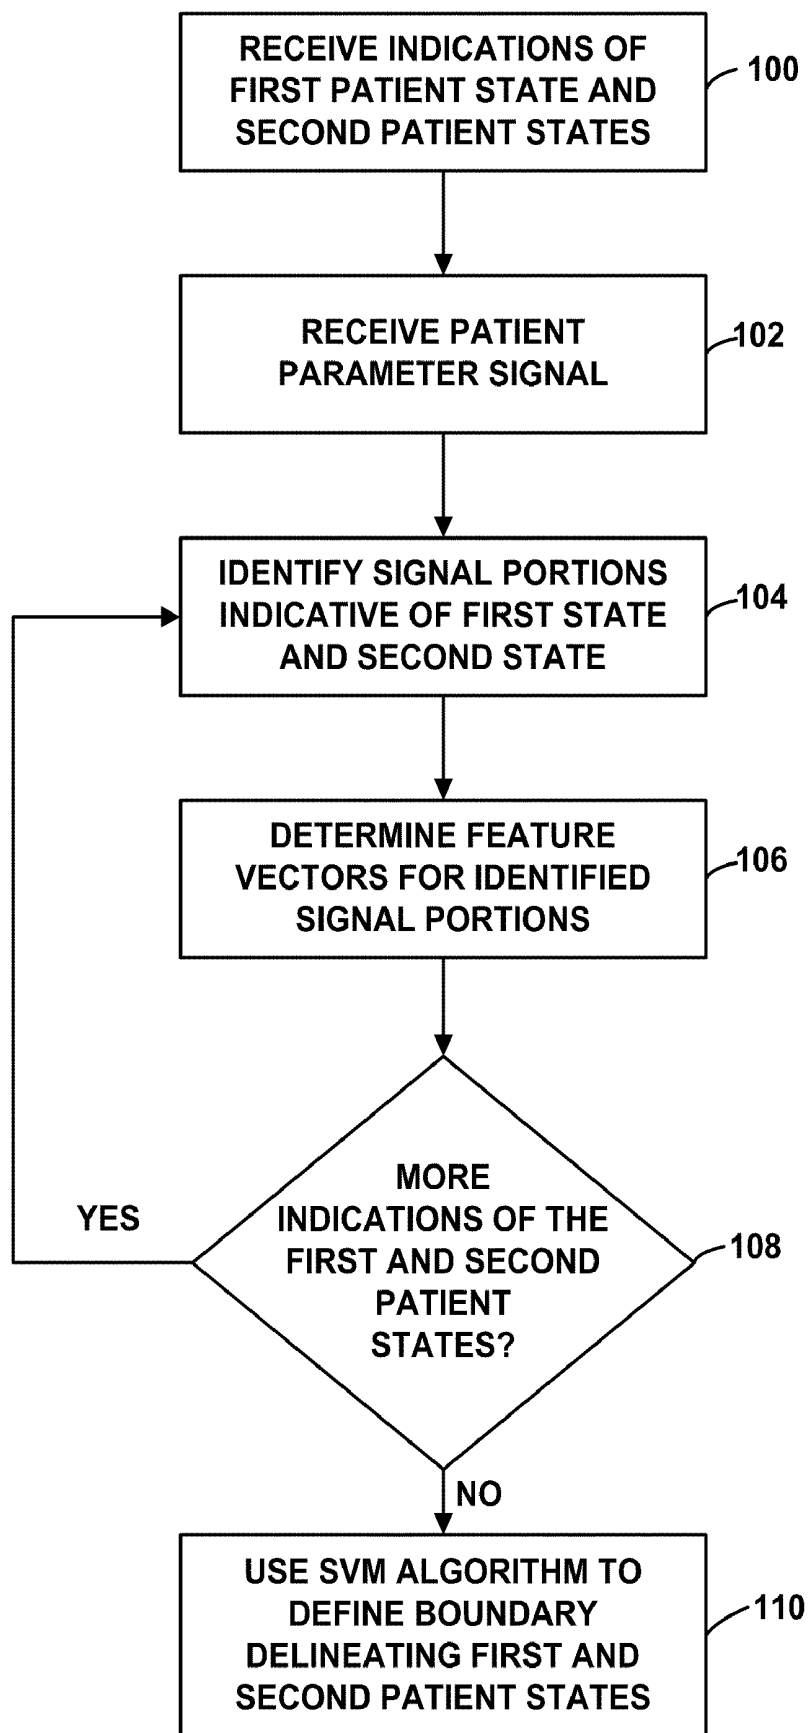 RECEIVE INDICATIONS OF
FIRST PATIENT STATE AND
SECOND PATIENT STATES
100
RECEIVE PATIENT
PARAMETER SIGNAL
102
IDENTIFY SIGNAL PORTIONS
INDICATIVE OF FIRST STATE
AND SECOND STATE
104
DETERMINE FEATURE
VECTORS FOR IDENTIFIED
SIGNAL PORTIONS
106
MORE
INDICATIONS OF THE
FIRST AND SECOND
PATIENT
STATES?
108
YES
NO
USE SVM ALGORITHM TO
DEFINE BOUNDARY
DELINEATING FIRST AND
SECOND PATIENT STATES
110